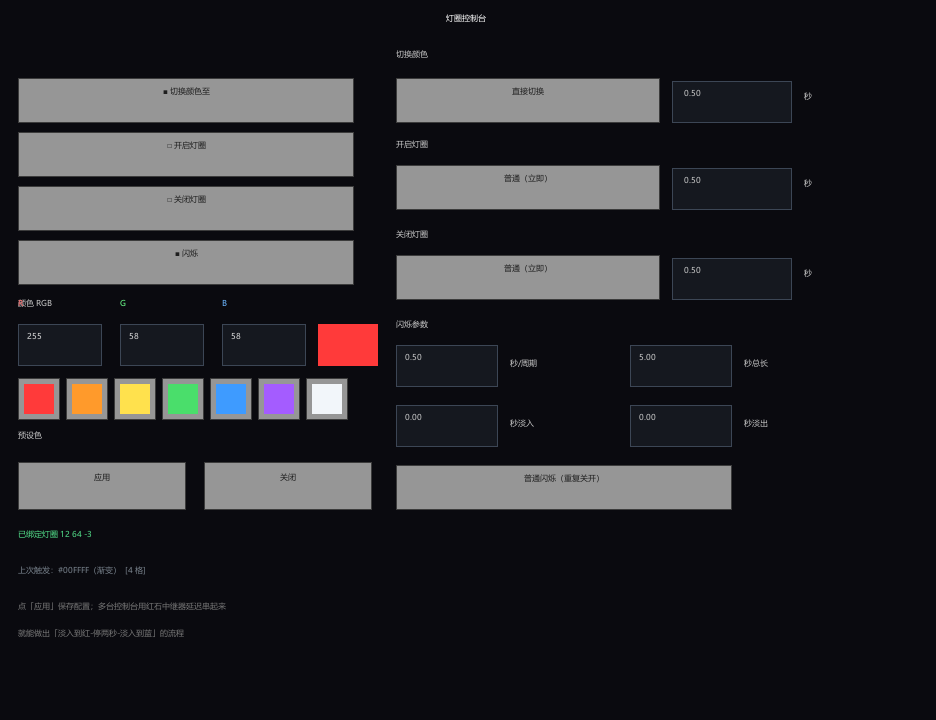 灯圈控制台
■ 切换颜色至
□ 开启灯圈
□ 关闭灯圈
■ 闪烁
颜色 RGB
G
B
255
58
58
预设色
应用
关闭
已绑定灯圈 12 64 -3
上次触发：#00FFFF（渐变） [4 格]
点「应用」保存配置；多台控制台用红石中继器延迟串起来
就能做出「淡入到红-停两秒-淡入到蓝」的流程
切换颜色
直接切换
0.50
秒
开启灯圈
普通（立即）
0.50
秒
关闭灯圈
普通（立即）
0.50
秒
闪烁参数
0.50
秒/周期
5.00
秒总长
0.00
秒淡入
0.00
秒淡出
普通闪烁（重复关开）